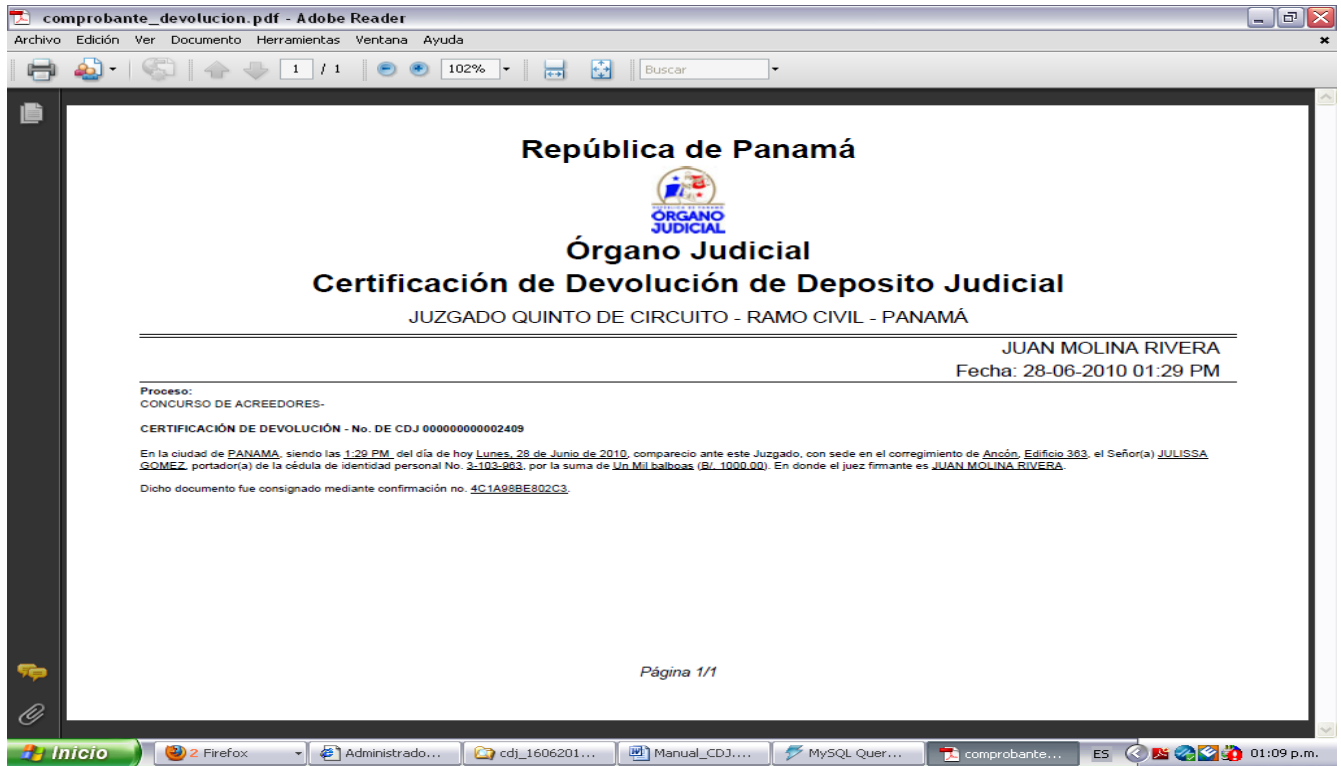 comprobante_devolucion.pdf - Adobe Reader
Archivo Edición Ver Documento Herramientas Ventana Ayuda
1 / 1 102% Buscar
República de Panamá
ÓRGANO
JUDICIAL
Órgano Judicial
Certificación de Devolución de Deposito Judicial
JUZGADO QUINTO DE CIRCUITO - RAMO CIVIL - PANAMÁ
JUAN MOLINA RIVERA
Fecha: 28-06-2010 01:29 PM
Proceso:
CONCURSO DE ACREEDORES-
CERTIFICACIÓN DE DEVOLUCIÓN - No. DE CDJ 000000000002409
En la ciudad de PANAMA, siendo las 1:29 PM del día de hoy Lunes, 28 de Junio de 2010, comparecio ante este Juzgado, con sede en el corregimiento de Ancón, Edificio 363, el Señor(a) JULISSA
GOMEZ, portador(a) de la cédula de identidad personal No. 3-103-963, por la suma de Un Mil balboas (B/. 1000.00). En donde el juez firmante es JUAN MOLINA RIVERA.
Dicho documento fue consignado mediante confirmación no. 4C1A98BE802C3.
Página 1/1
Inicio 2 Firefox Administrado... cdj_1606201... Manual_CDJ.... MySQL Quer... comprobante... ES 01:09 p.m.